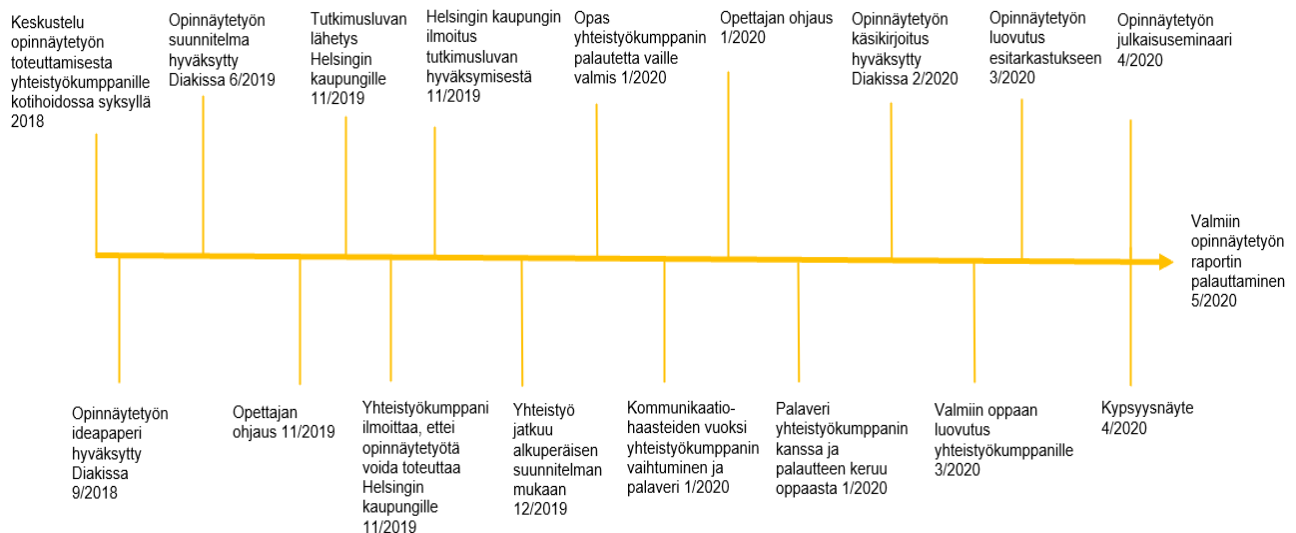 Keskustelu
opinnäytetyön
toteuttamisesta
yhteistyökumppanille
kotihoidossa syksyllä
2018
Opinnäytetyön
suunnitelma
hyväksytty
Diakissa 6/2019
Tutkimusluvan
lähetys
Helsingin
kaupungille
11/2019
Helsingin kaupungin
ilmoitus
tutkimusluvan
hyväksymisestä
11/2019
Opas
yhteistyökumppanin
palautetta vaille
valmis 1/2020
Opettajan ohjaus
1/2020
Opinnäytetyön
käsikirjoitus
hyväksytty
Diakissa 2/2020
Opinnäytetyön
luovutus
esitarkastukseen
3/2020
Opinnäytetyön
julkaisuseminaari
4/2020
Valmiin
opinnäytetyön
raportin
palauttaminen
5/2020
Opinnäytetyön
ideapaperi
hyväksytty
Diakissa
9/2018
Opettajan
ohjaus 11/2019
Yhteistyökumppani
ilmoittaa, ettei
opinnäytetyötä
voida toteuttaa
Helsingin
kaupungille
11/2019
Yhteistyö
jatkuu
alkuperäisen
suunnitelman
mukaan
12/2019
Kommunikaatio-
haasteiden vuoksi
yhteistyökumppanin
vaihtuminen ja
palaveri 1/2020
Palaveri
yhteistyökumppanin
kanssa ja
palautteen keruu
oppaasta 1/2020
Valmiin oppaan
luovutus
yhteistyökumppanille
3/2020
Kypsyysnäyte
4/2020